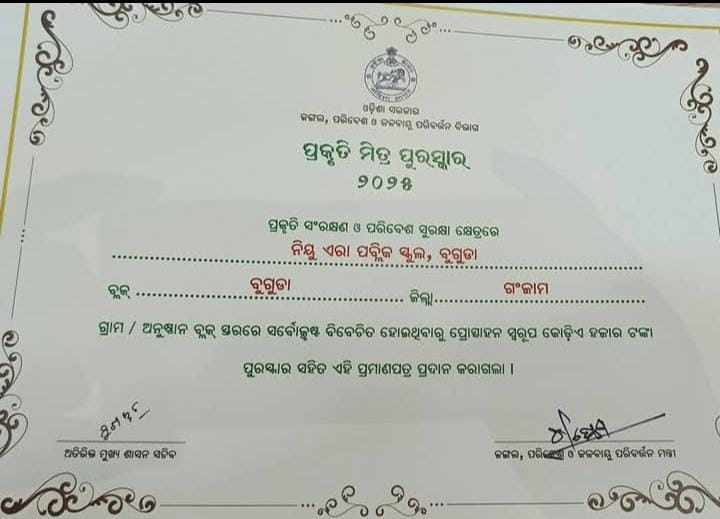 ଓଡ଼ିଶା ସରକାର
ଜଙ୍ଗଲ, ପରିବେଶ ଓ ଜଳବାୟୁ ପରିବର୍ତ୍ତନ ବିଭାଗ
ପ୍ରକୃତି ମିତ୍ର ପୁରସ୍କାର
୨୦୨୫
ପ୍ରକୃତି ସଂରକ୍ଷଣ ଓ ପରିବେଶ ସୁରକ୍ଷା କ୍ଷେତ୍ରରେ
ନିୟୁ ଏରା ପବ୍ଲିକ ସ୍କୁଲ, ବୁଗୁଡା
ବ୍ଲକ୍ ବୁଗୁଡା ଜିଲ୍ଲା ଗଂଜାମ
ଗ୍ରାମ / ଅନୁଷ୍ଠାନ ବ୍ଲକ୍ ସ୍ତରରେ ସର୍ବୋତ୍କୃଷ୍ଟ ବିବେଚିତ ହୋଇଥିବାରୁ ପ୍ରୋତ୍ସାହନ ସ୍ୱରୂପ କୋଡ଼ିଏ ହଜାର ଟଙ୍କା
ପୁରସ୍କାର ସହିତ ଏହି ପ୍ରମାଣପତ୍ର ପ୍ରଦାନ କରାଗଲା ।
ଅତିରିକ୍ତ ମୁଖ୍ୟ ଶାସନ ସଚିବ
ଜଙ୍ଗଲ, ପରିବେଶ ଓ ଜଳବାୟୁ ପରିବର୍ତ୍ତନ ମନ୍ତ୍ରୀ